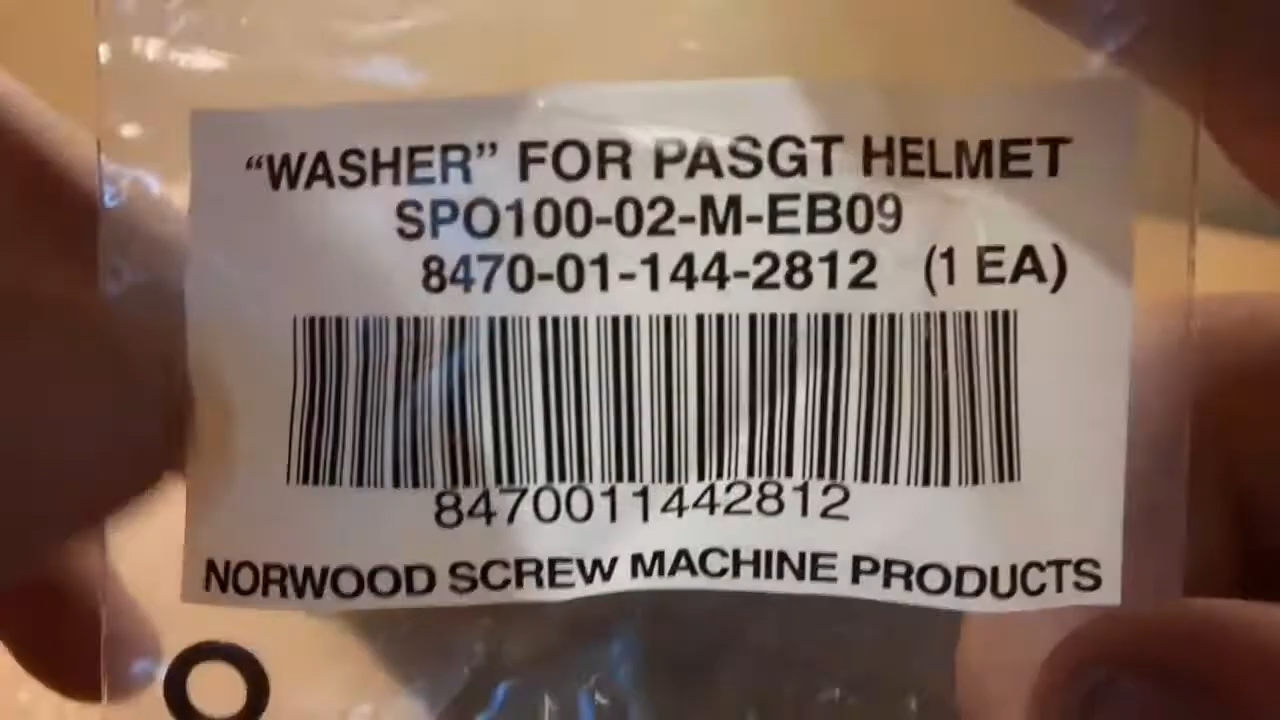 “WASHER” FOR PASGT HELMET
SPO100-02-M-EB09
8470-01-144-2812 (1 EA)
8470011442812
NORWOOD SCREW MACHINE PRODUCTS